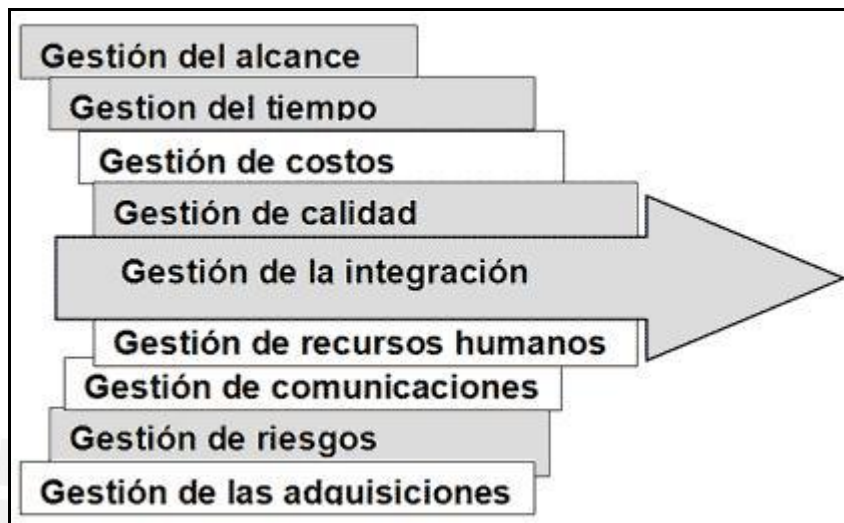 Gestión del alcance
Gestion del tiempo
Gestión de costos
Gestión de calidad
Gestión de la integración
Gestión de recursos humanos
Gestión de comunicaciones
Gestión de riesgos
Gestión de las adquisiciones